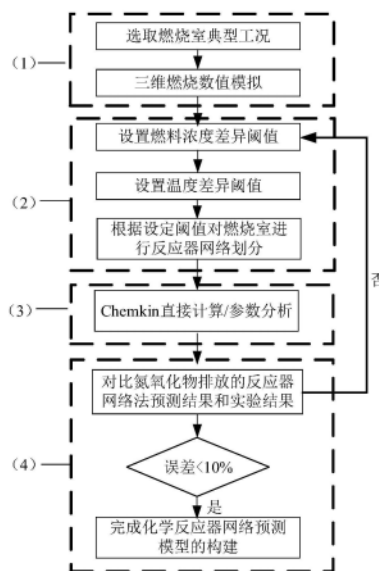 选取燃烧室典型工况
(1)
三维燃烧数值模拟
设置燃料浓度差异阈值
设置温度差异阈值
(2)
根据设定阈值对燃烧室进
行反应器网络划分
否
(3)
Chemkin直接计算/参数分析
对比氮氧化物排放的反应器
网络法预测结果和实验结果
(4)
误差<10%
是
完成化学反应器网络预测
模型的构建